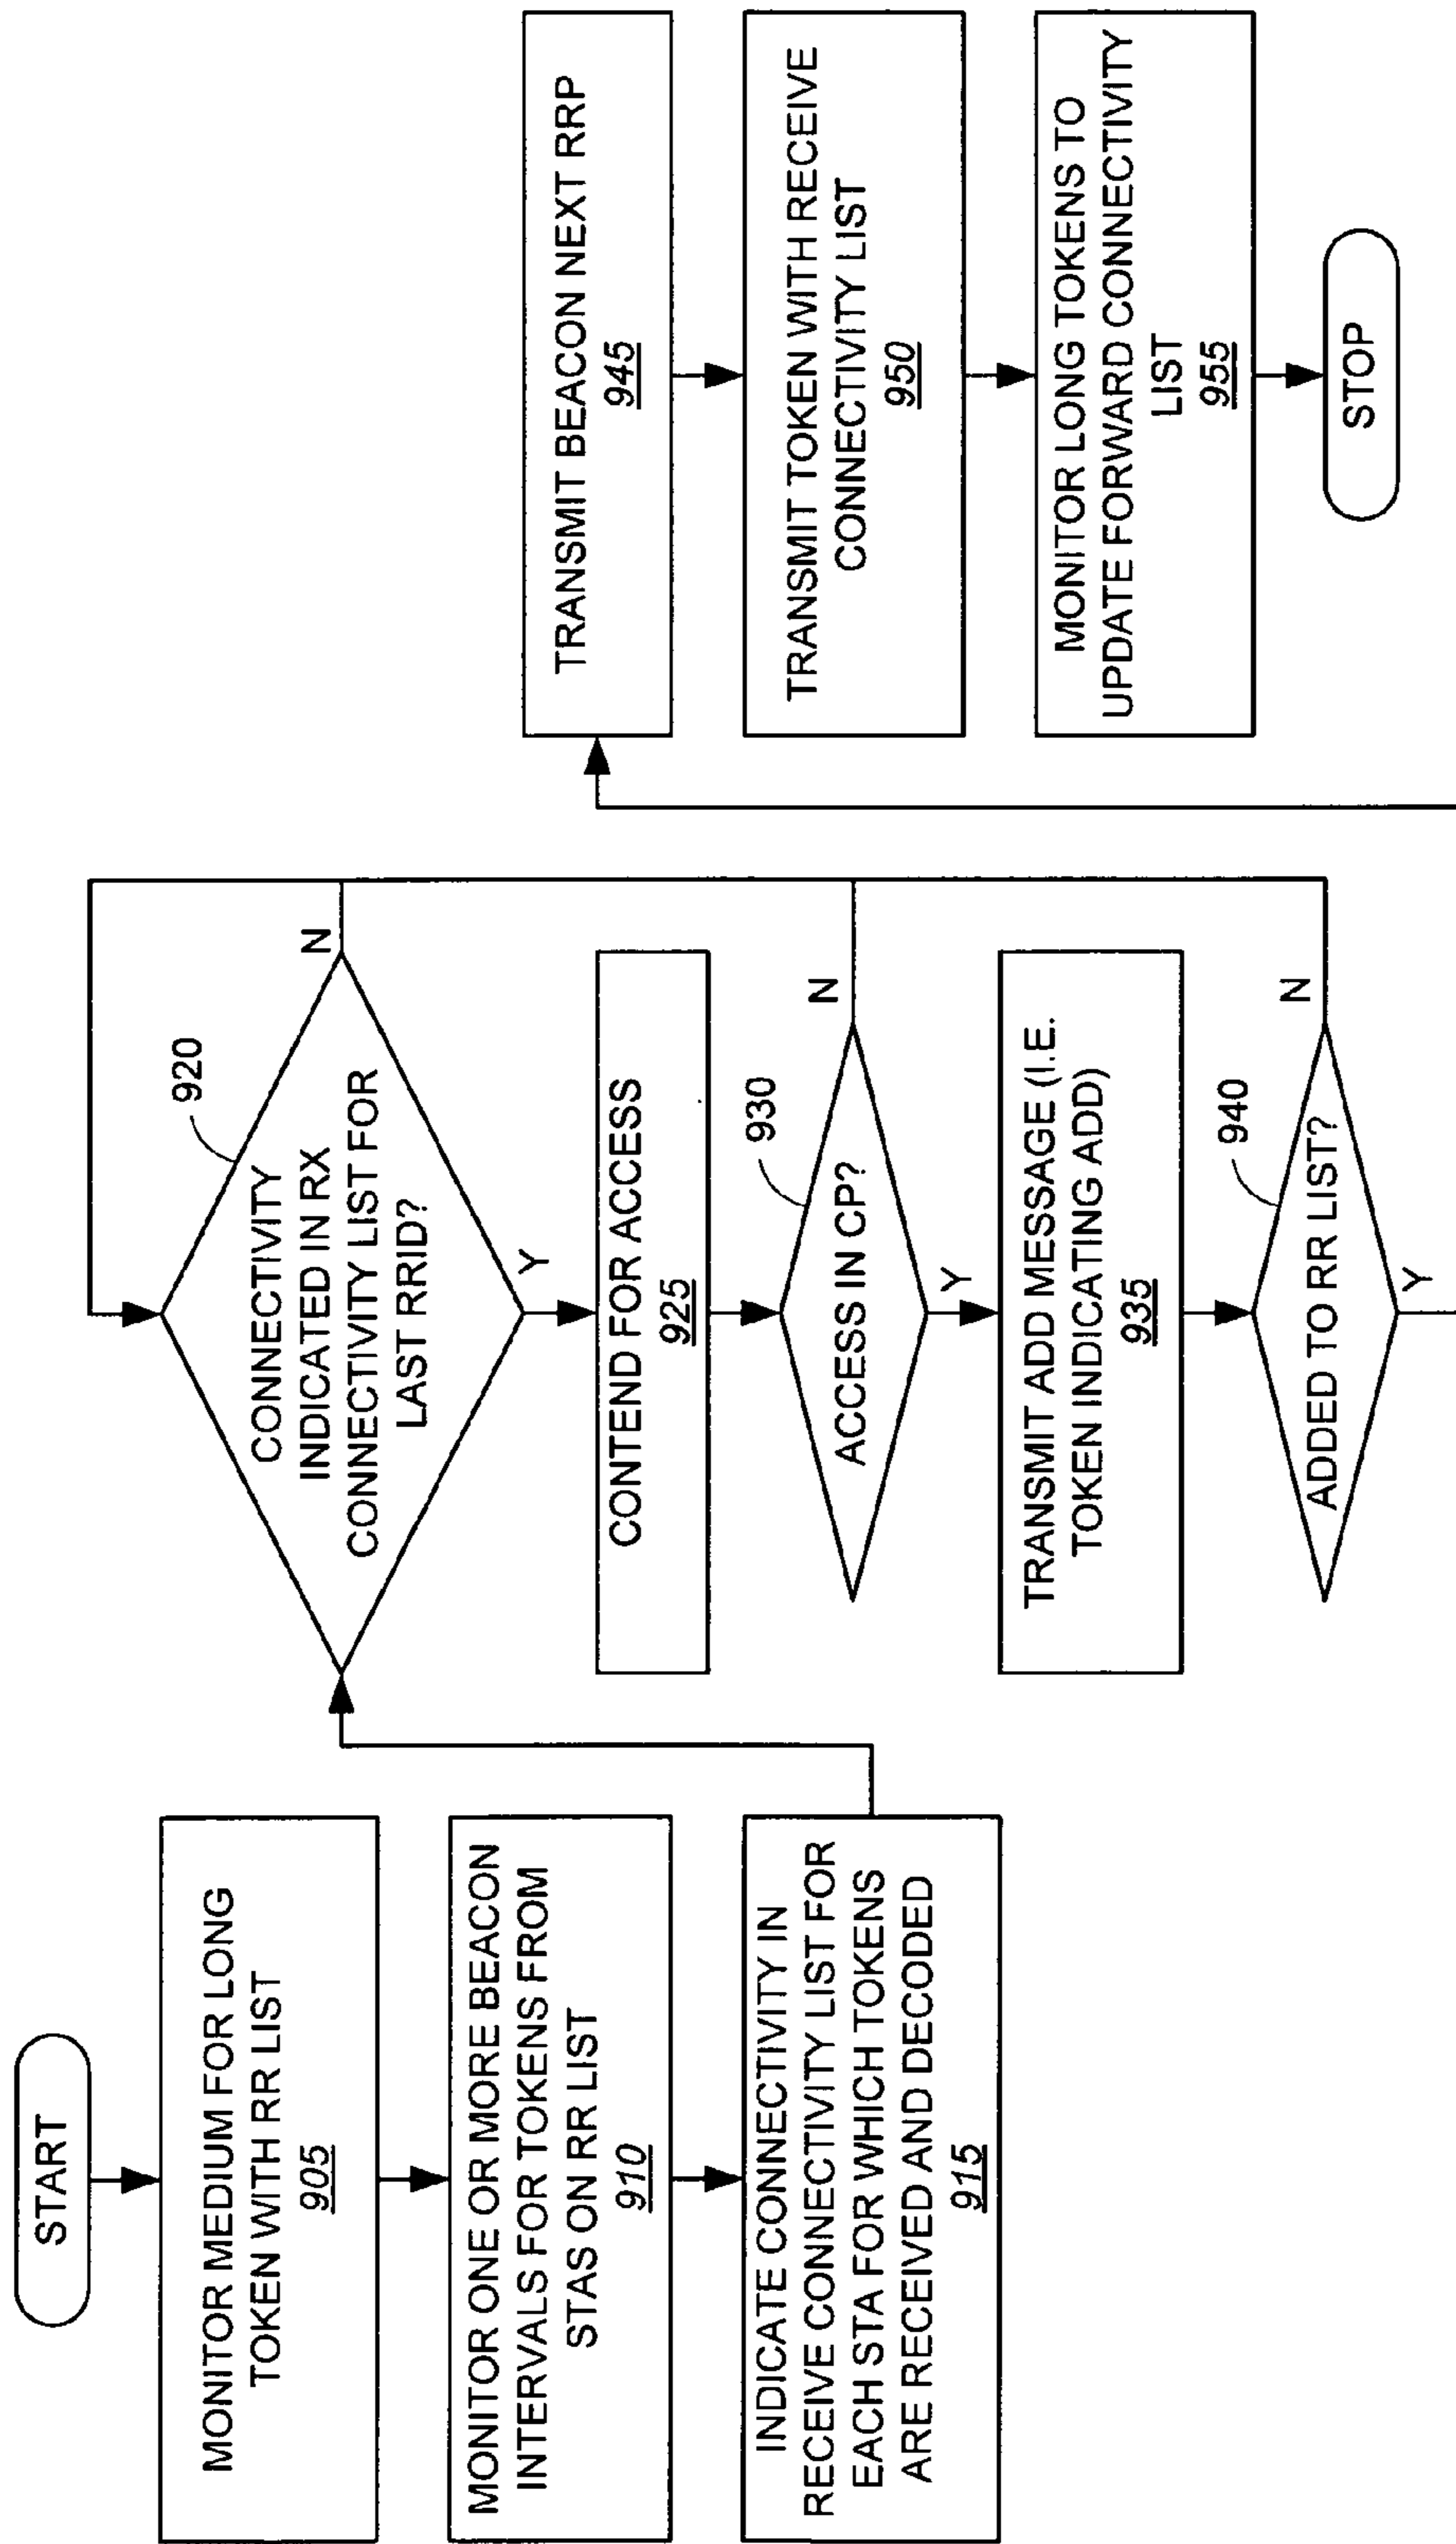 START
MONITOR MEDIUM FOR LONG
TOKEN WITH RR LIST
905
MONITOR ONE OR MORE BEACON
INTERVALS FOR TOKENS FROM
STAS ON RR LIST
910
INDICATE CONNECTIVITY IN
RECEIVE CONNECTIVITY LIST FOR
EACH STA FOR WHICH TOKENS
ARE RECEIVED AND DECODED
915
920
CONNECTIVITY
INDICATED IN RX
CONNECTIVITY LIST FOR
LAST RRID?
N
Y
CONTEND FOR ACCESS
925
930
ACCESS IN CP?
N
Y
TRANSMIT ADD MESSAGE (I.E.
TOKEN INDICATING ADD)
935
940
ADDED TO RR LIST?
N
Y
TRANSMIT BEACON NEXT RRP
945
TRANSMIT TOKEN WITH RECEIVE
CONNECTIVITY LIST
950
MONITOR LONG TOKENS TO
UPDATE FORWARD CONNECTIVITY
LIST
955
STOP